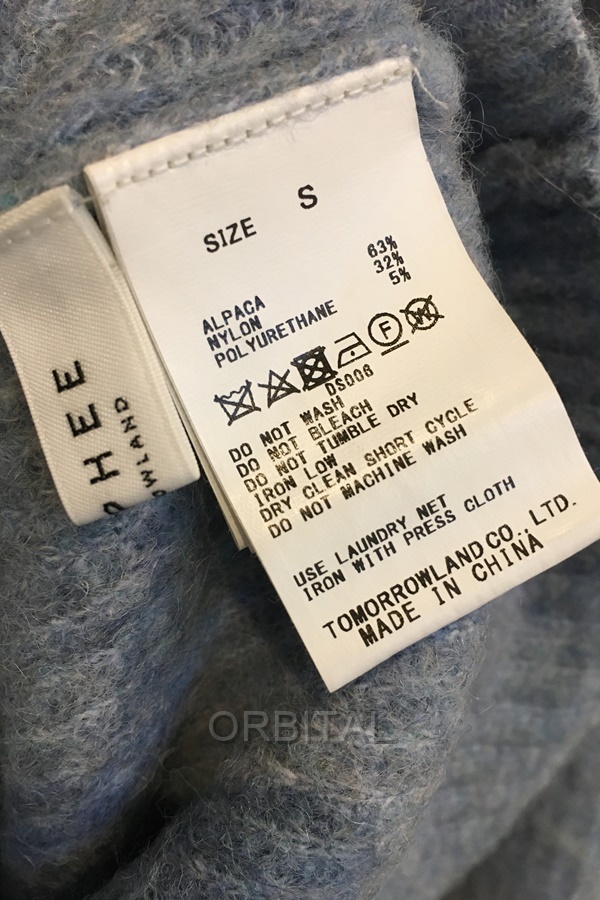 SIZE S
ALPACA 63%
NYLON 32%
POLYURETHANE 5%
F W
DS006
DO NOT WASH
DO NOT BLEACH
DO NOT TUMBLE DRY
IRON LOW
DRY CLEAN SHORT CYCLE
DO NOT MACHINE WASH
USE LAUNDRY NET
IRON WITH PRESS CLOTH
TOMORROWLAND CO., LTD.
MADE IN CHINA
HEE
OWLAND
ORBITAL